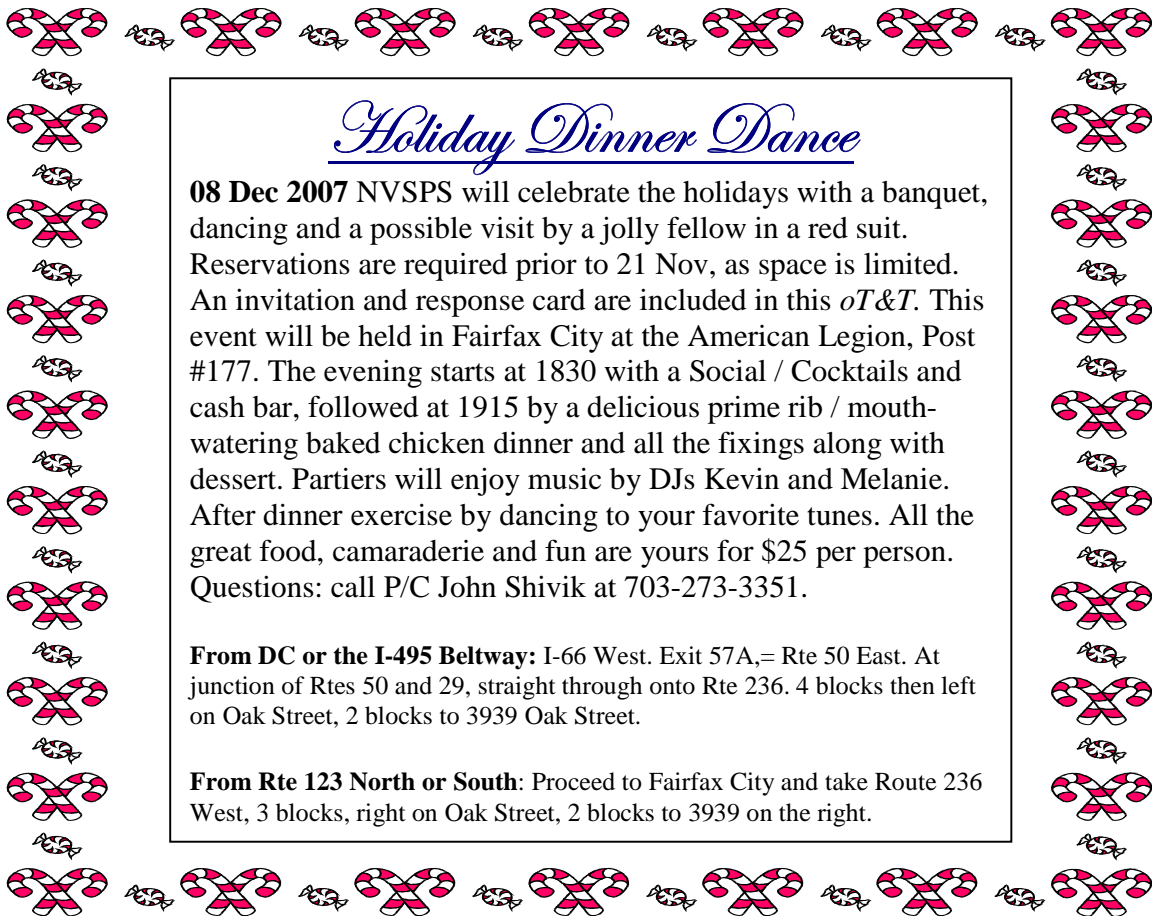 Holiday Dinner Dance
08 Dec 2007 NVSPS will celebrate the holidays with a banquet,
dancing and a possible visit by a jolly fellow in a red suit.
Reservations are required prior to 21 Nov, as space is limited.
An invitation and response card are included in this oT&T. This
event will be held in Fairfax City at the American Legion, Post
#177. The evening starts at 1830 with a Social / Cocktails and
cash bar, followed at 1915 by a delicious prime rib / mouth-
watering baked chicken dinner and all the fixings along with
dessert. Partiers will enjoy music by DJs Kevin and Melanie.
After dinner exercise by dancing to your favorite tunes. All the
great food, camaraderie and fun are yours for $25 per person.
Questions: call P/C John Shivik at 703-273-3351.
From DC or the I-495 Beltway: I-66 West. Exit 57A,= Rte 50 East. At
junction of Rtes 50 and 29, straight through onto Rte 236. 4 blocks then left
on Oak Street, 2 blocks to 3939 Oak Street.
From Rte 123 North or South: Proceed to Fairfax City and take Route 236
West, 3 blocks, right on Oak Street, 2 blocks to 3939 on the right.